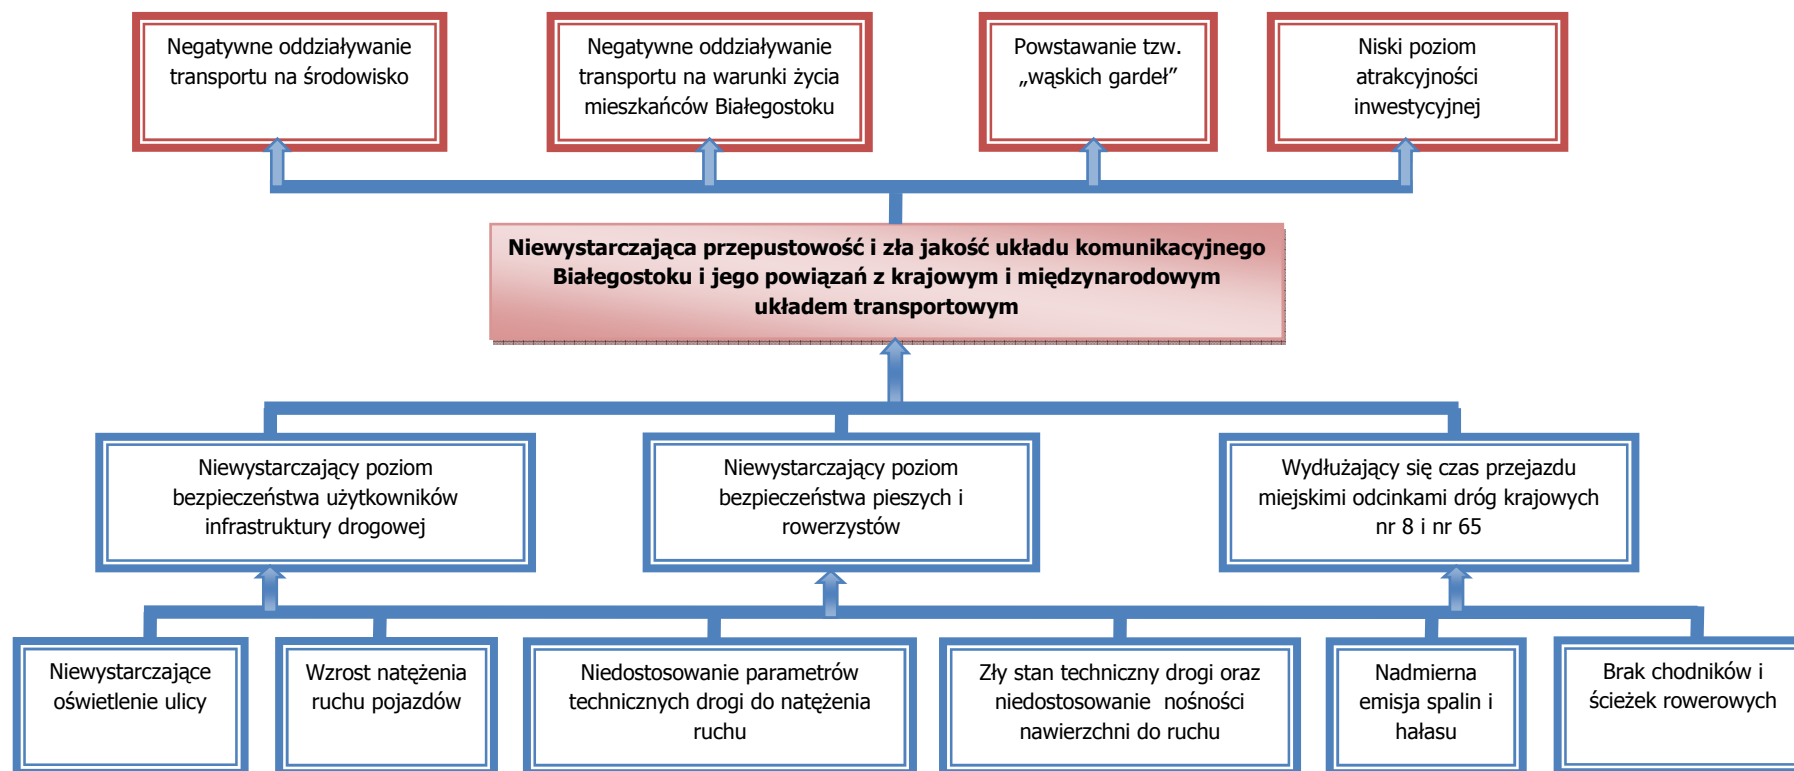 Negatywne oddziaływanie
transportu na środowisko
Negatywne oddziaływanie
transportu na warunki życia
mieszkańców Białegostoku
Powstawanie tzw.
„wąskich gardeł”
Niski poziom
atrakcyjności
inwestycyjnej
Niewystarczająca przepustowość i zła jakość układu komunikacyjnego
Białegostoku i jego powiązań z krajowym i międzynarodowym
układem transportowym
Niewystarczający poziom
bezpieczeństwa użytkowników
infrastruktury drogowej
Niewystarczający poziom
bezpieczeństwa pieszych i
rowerzystów
Wydłużający się czas przejazdu
miejskimi odcinkami dróg krajowych
nr 8 i nr 65
Niewystarczające
oświetlenie ulicy
Wzrost natężenia
ruchu pojazdów
Niedostosowanie parametrów
technicznych drogi do natężenia
ruchu
Zły stan techniczny drogi oraz
niedostosowanie nośności
nawierzchni do ruchu
Nadmierna
emisja spalin i
hałasu
Brak chodników i
ścieżek rowerowych